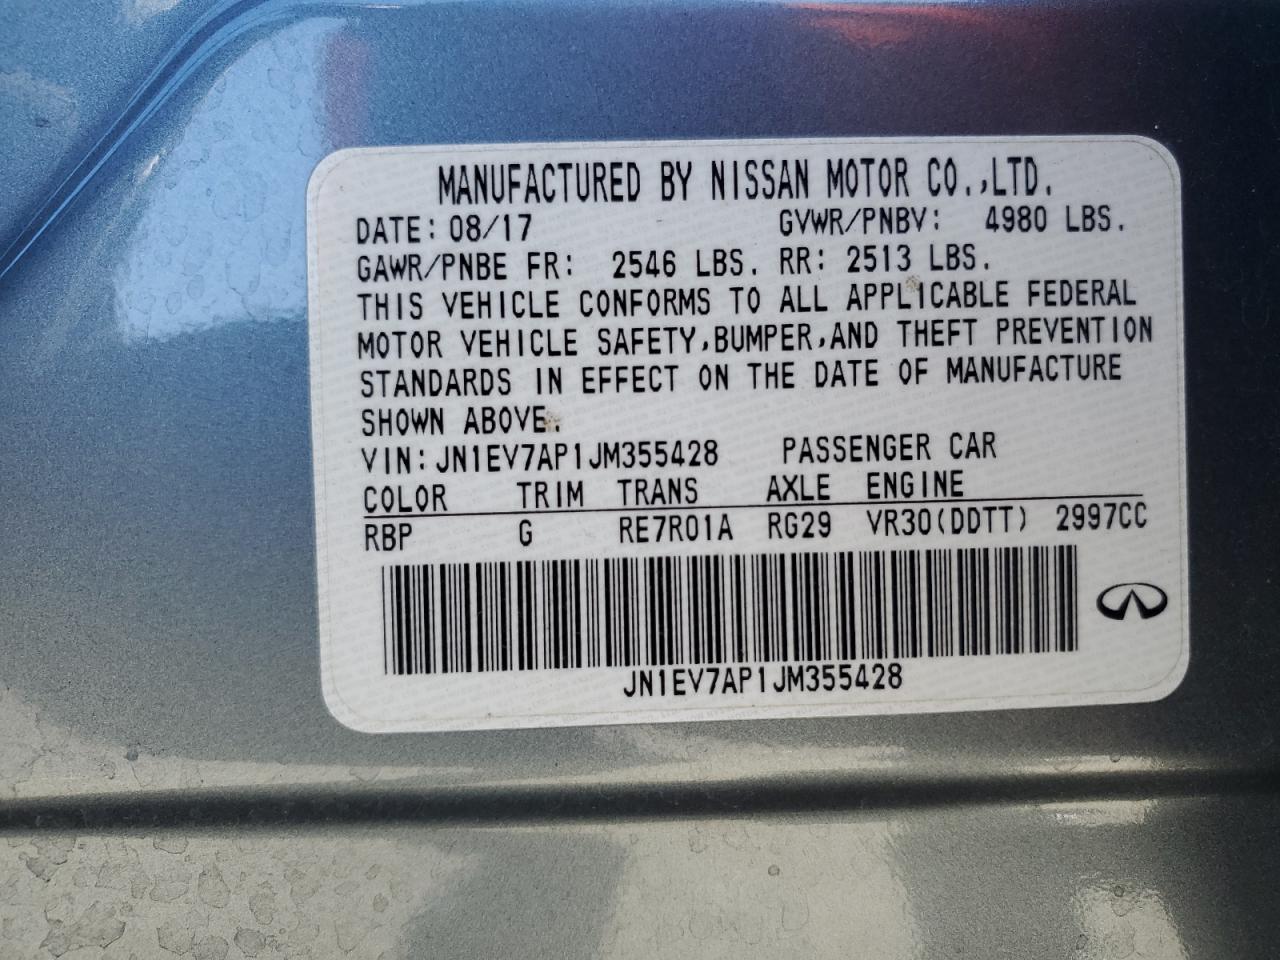 MANUFACTURED BY NISSAN MOTOR CO.,LTD.
DATE: 08/17 GVWR/PNBV: 4980 LBS.
GAWR/PNBE FR: 2546 LBS. RR: 2513 LBS.
THIS VEHICLE CONFORMS TO ALL APPLICABLE FEDERAL
MOTOR VEHICLE SAFETY,BUMPER,AND THEFT PREVENTION
STANDARDS IN EFFECT ON THE DATE OF MANUFACTURE
SHOWN ABOVE.
VIN: JN1EV7AP1JM355428 PASSENGER CAR
COLOR TRIM TRANS AXLE ENGINE
RBP G RE7R01A RG29 VR30(DDTT) 2997CC
JN1EV7AP1JM355428